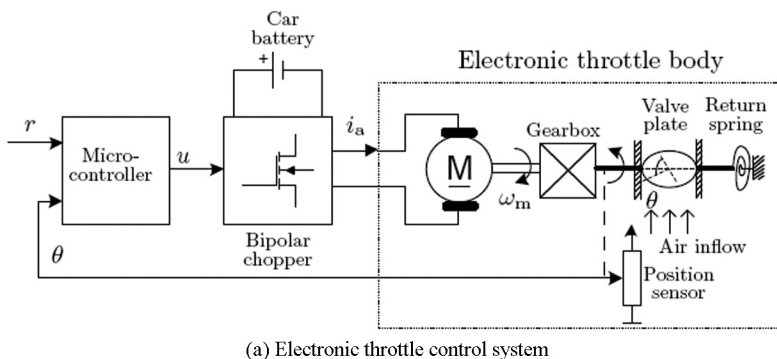 Car
battery
+
Electronic throttle body
r
Micro-
controller
u
i_a
M
Gearbox
ω_m
Valve
plate
Return
spring
θ
Air inflow
Bipolar
chopper
θ
Position
sensor
(a) Electronic throttle control system